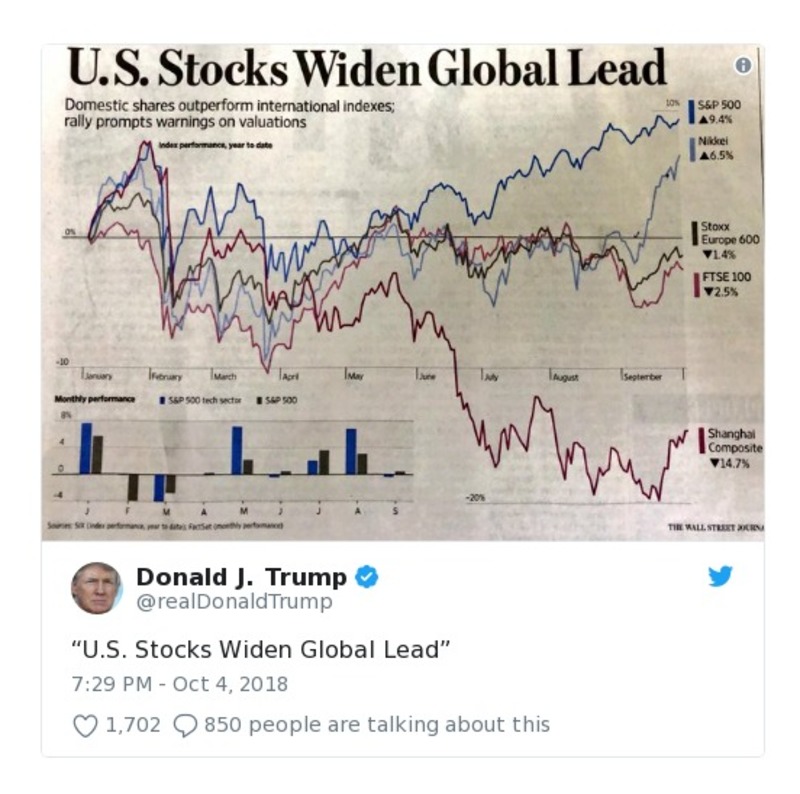 U.S. Stocks Widen Global Lead
Domestic shares outperform international indexes;
rally prompts warnings on valuations
Index performance, year to date
10%
S&P 500
▲9.4%
Nikkei
▲6.5%
0%
Stoxx
Europe 600
▼1.4%
FTSE 100
▼2.5%
-10
January February March April May June July August September
Monthly performance S&P 500 tech sector S&P 500
8%
4
0
-4
J F M A M J J A S
Shanghai
Composite
▼14.7%
-20%
Sources: SIX (index performance, year to date); FactSet (monthly performance)
THE WALL STREET JOURNA
Donald J. Trump
@realDonaldTrump
“U.S. Stocks Widen Global Lead”
7:29 PM - Oct 4, 2018
1,702 850 people are talking about this